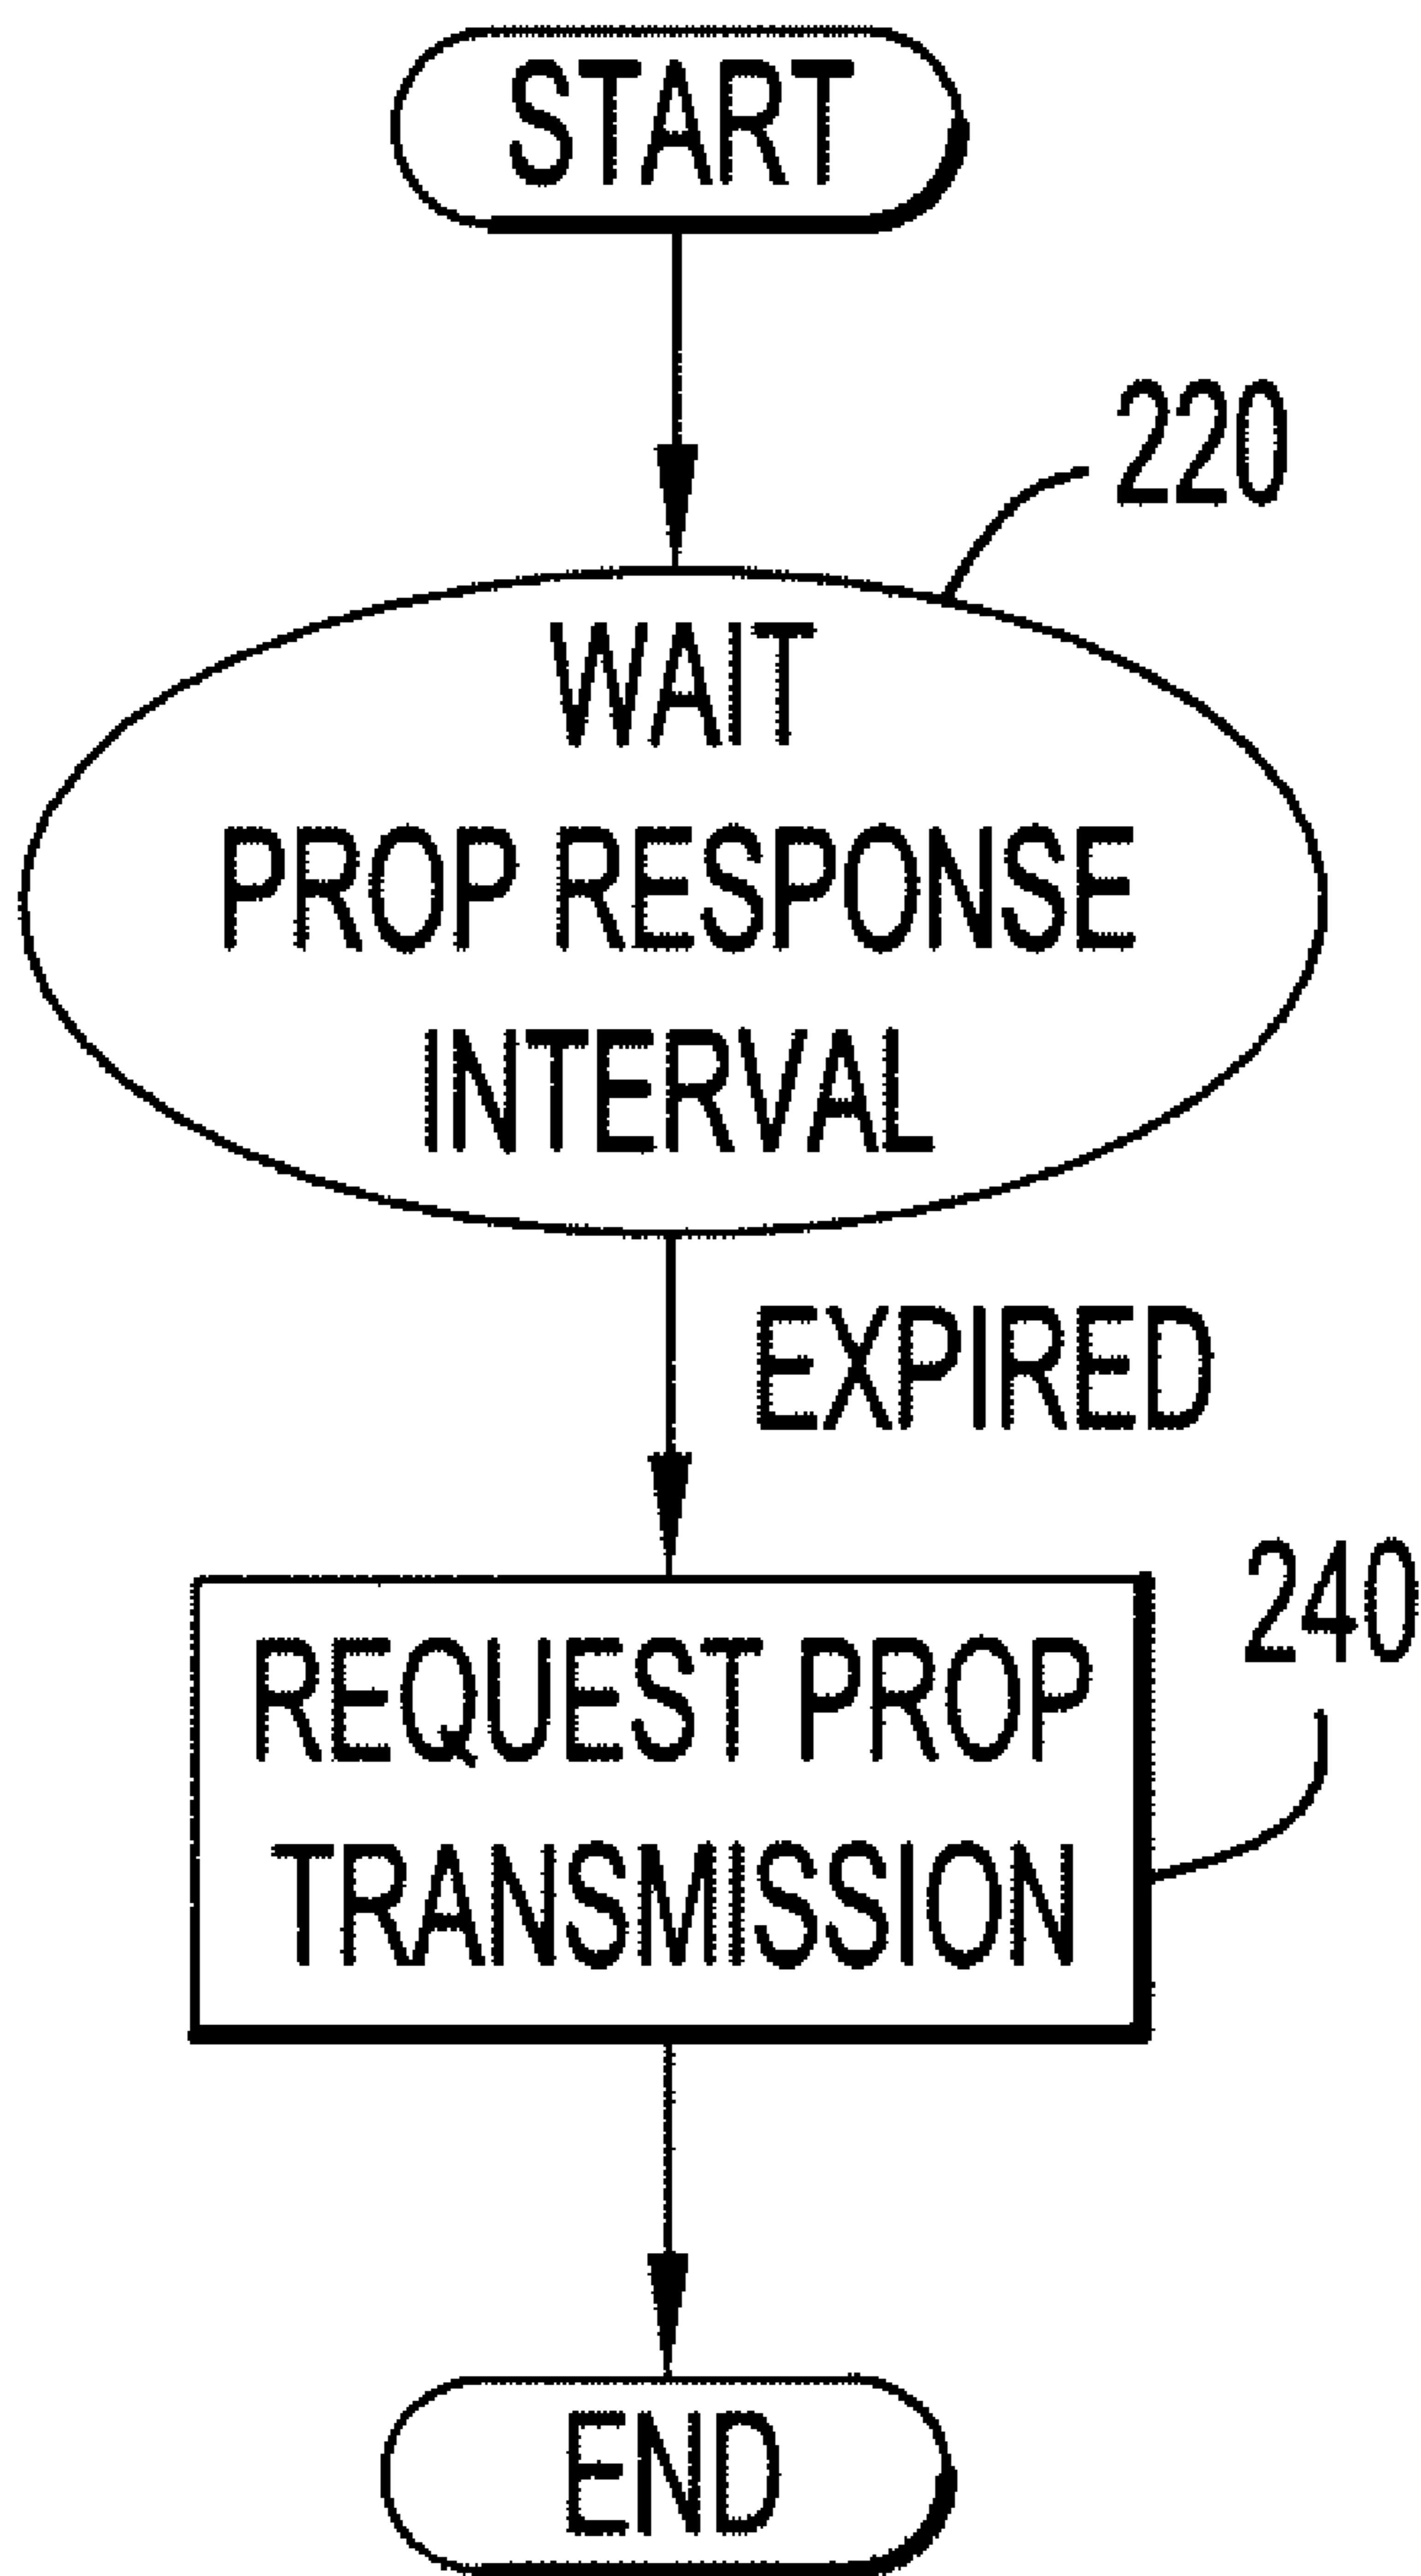 START
220
WAIT
PROP RESPONSE
INTERVAL
EXPIRED
240
REQUEST PROP
TRANSMISSION
END